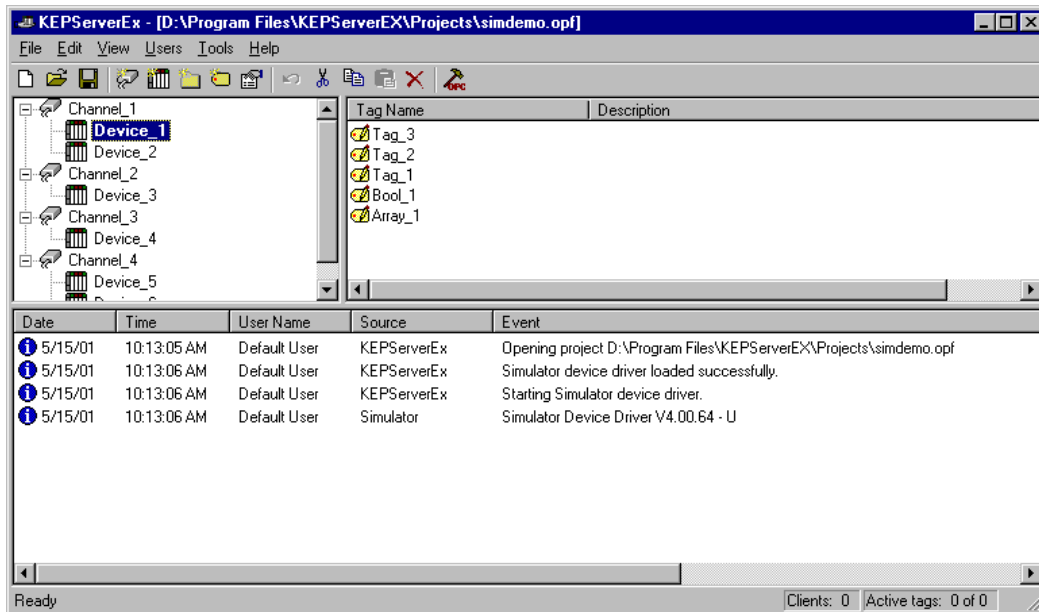 KEPServerEx - [D:\Program Files\KEPServerEX\Projects\simdemo.opf]
File Edit View Users Tools Help
OPC
Channel_1
Device_1
Device_2
Channel_2
Device_3
Channel_3
Device_4
Channel_4
Device_5
Tag Name Description
Tag_3
Tag_2
Tag_1
Bool_1
Array_1
Date Time User Name Source Event
5/15/01 10:13:05 AM Default User KEPServerEx Opening project D:\Program Files\KEPServerEX\Projects\simdemo.opf
5/15/01 10:13:06 AM Default User KEPServerEx Simulator device driver loaded successfully.
5/15/01 10:13:06 AM Default User KEPServerEx Starting Simulator device driver.
5/15/01 10:13:06 AM Default User Simulator Simulator Device Driver V4.00.64 - U
Ready Clients: 0 Active tags: 0 of 0